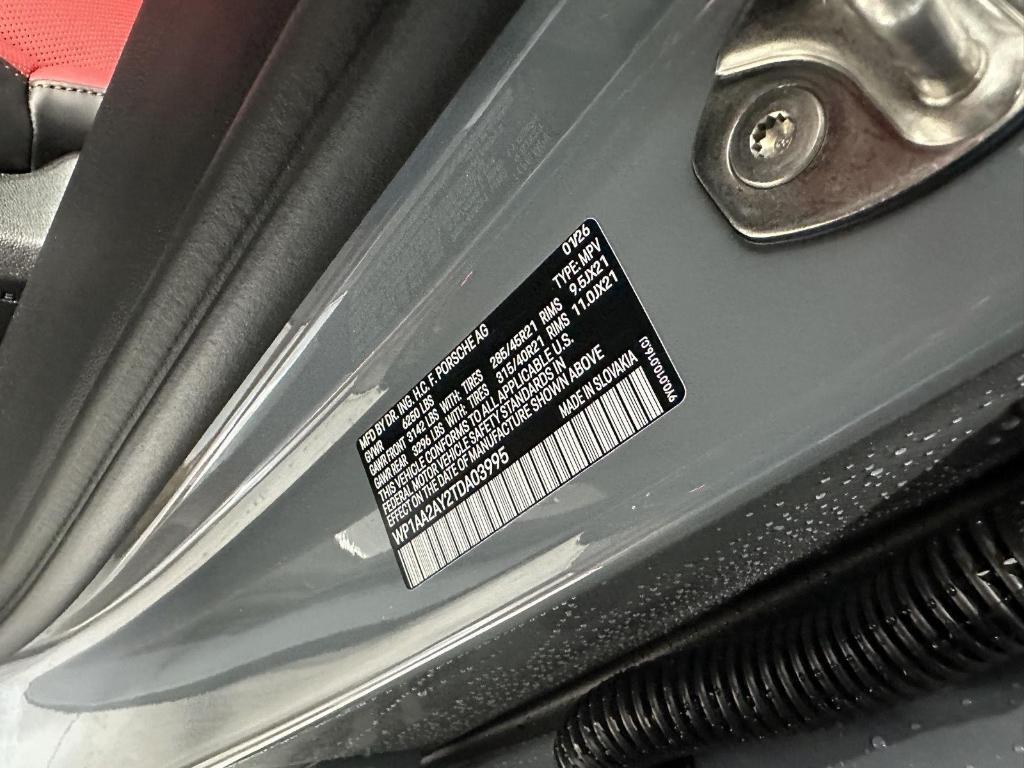 MFD BY DR. ING. H.C. F. PORSCHE AG 01/26
GVWR 6250 LBS TYPE: MPV
GAWR FRONT 3142 LBS WITH: TIRES 285/45R21 RIMS 9.5JX21
GAWR REAR 3996 LBS WITH: TIRES 315/40R21 RIMS 11.0JX21
THIS VEHICLE CONFORMS TO ALL APPLICABLE U.S.
FEDERAL MOTOR VEHICLE SAFETY STANDARDS IN
EFFECT ON THE DATE OF MANUFACTURE SHOWN ABOVE
WP1AA2AY2TDA03995 MADE IN SLOVAKIA